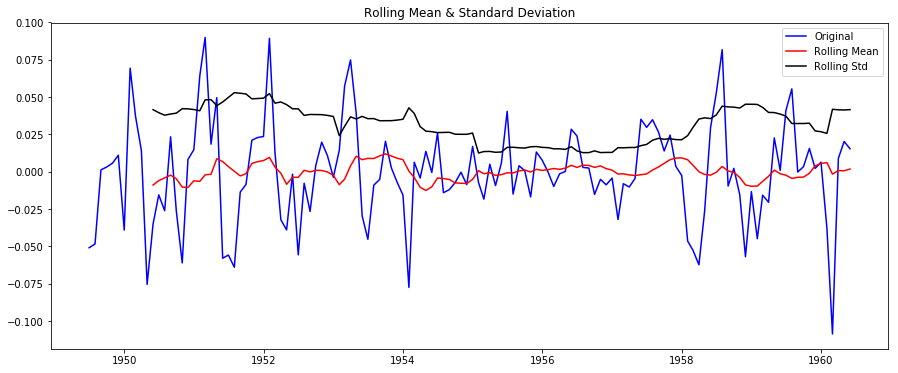 Rolling Mean & Standard Deviation
0.100
0.075
0.050
0.025
0.000
−0.025
−0.050
−0.075
−0.100
Original
Rolling Mean
Rolling Std
1950 1952 1954 1956 1958 1960